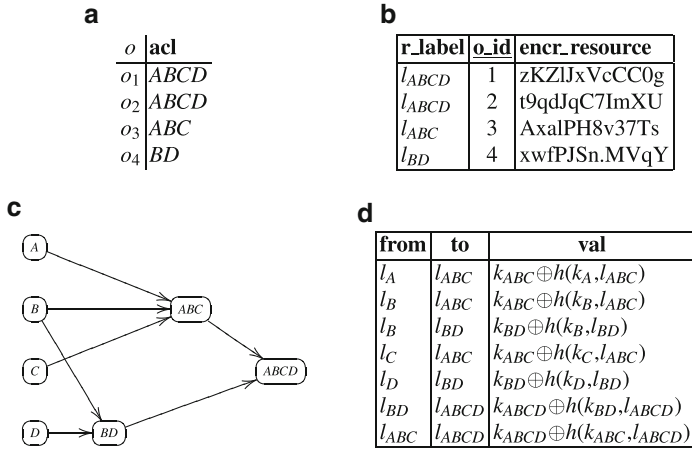 a
o acl
o1 ABCD
o2 ABCD
o3 ABC
o4 BD
b
r_label o_id encr_resource
lABCD 1 zKZlJxVcCC0g
lABCD 2 t9qdJqC7ImXU
lABC 3 AxalPH8v37Ts
lBD 4 xwfPJSn.MVqY
c
A
B
ABC
C
ABCD
D
BD
d
from to val
lA lABC kABC⊕h(kA,lABC)
lB lABC kABC⊕h(kB,lABC)
lB lBD kBD⊕h(kB,lBD)
lC lABC kABC⊕h(kC,lABC)
lD lBD kBD⊕h(kD,lBD)
lBD lABCD kABCD⊕h(kBD,lABCD)
lABC lABCD kABCD⊕h(kABC,lABCD)